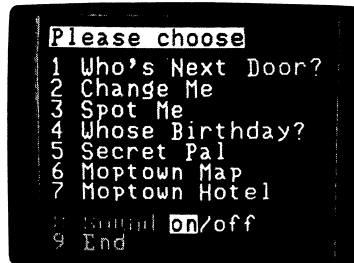 Please choose
1 Who's Next Door?
2 Change Me
3 Spot Me
4 Whose Birthday?
5 Secret Pal
6 Moptown Map
7 Moptown Hotel
Sound on/off
9 End